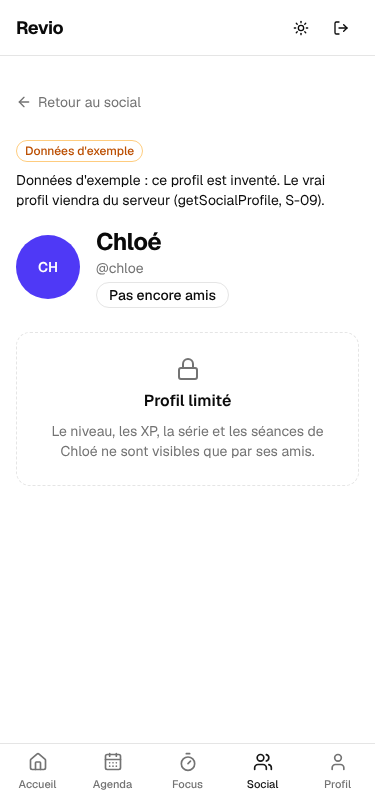 Revio
Retour au social
Données d'exemple
Données d'exemple : ce profil est inventé. Le vrai
profil viendra du serveur (getSocialProfile, S-09).
CH
Chloé
@chloe
Pas encore amis
Profil limité
Le niveau, les XP, la série et les séances de
Chloé ne sont visibles que par ses amis.
Accueil
Agenda
Focus
Social
Profil